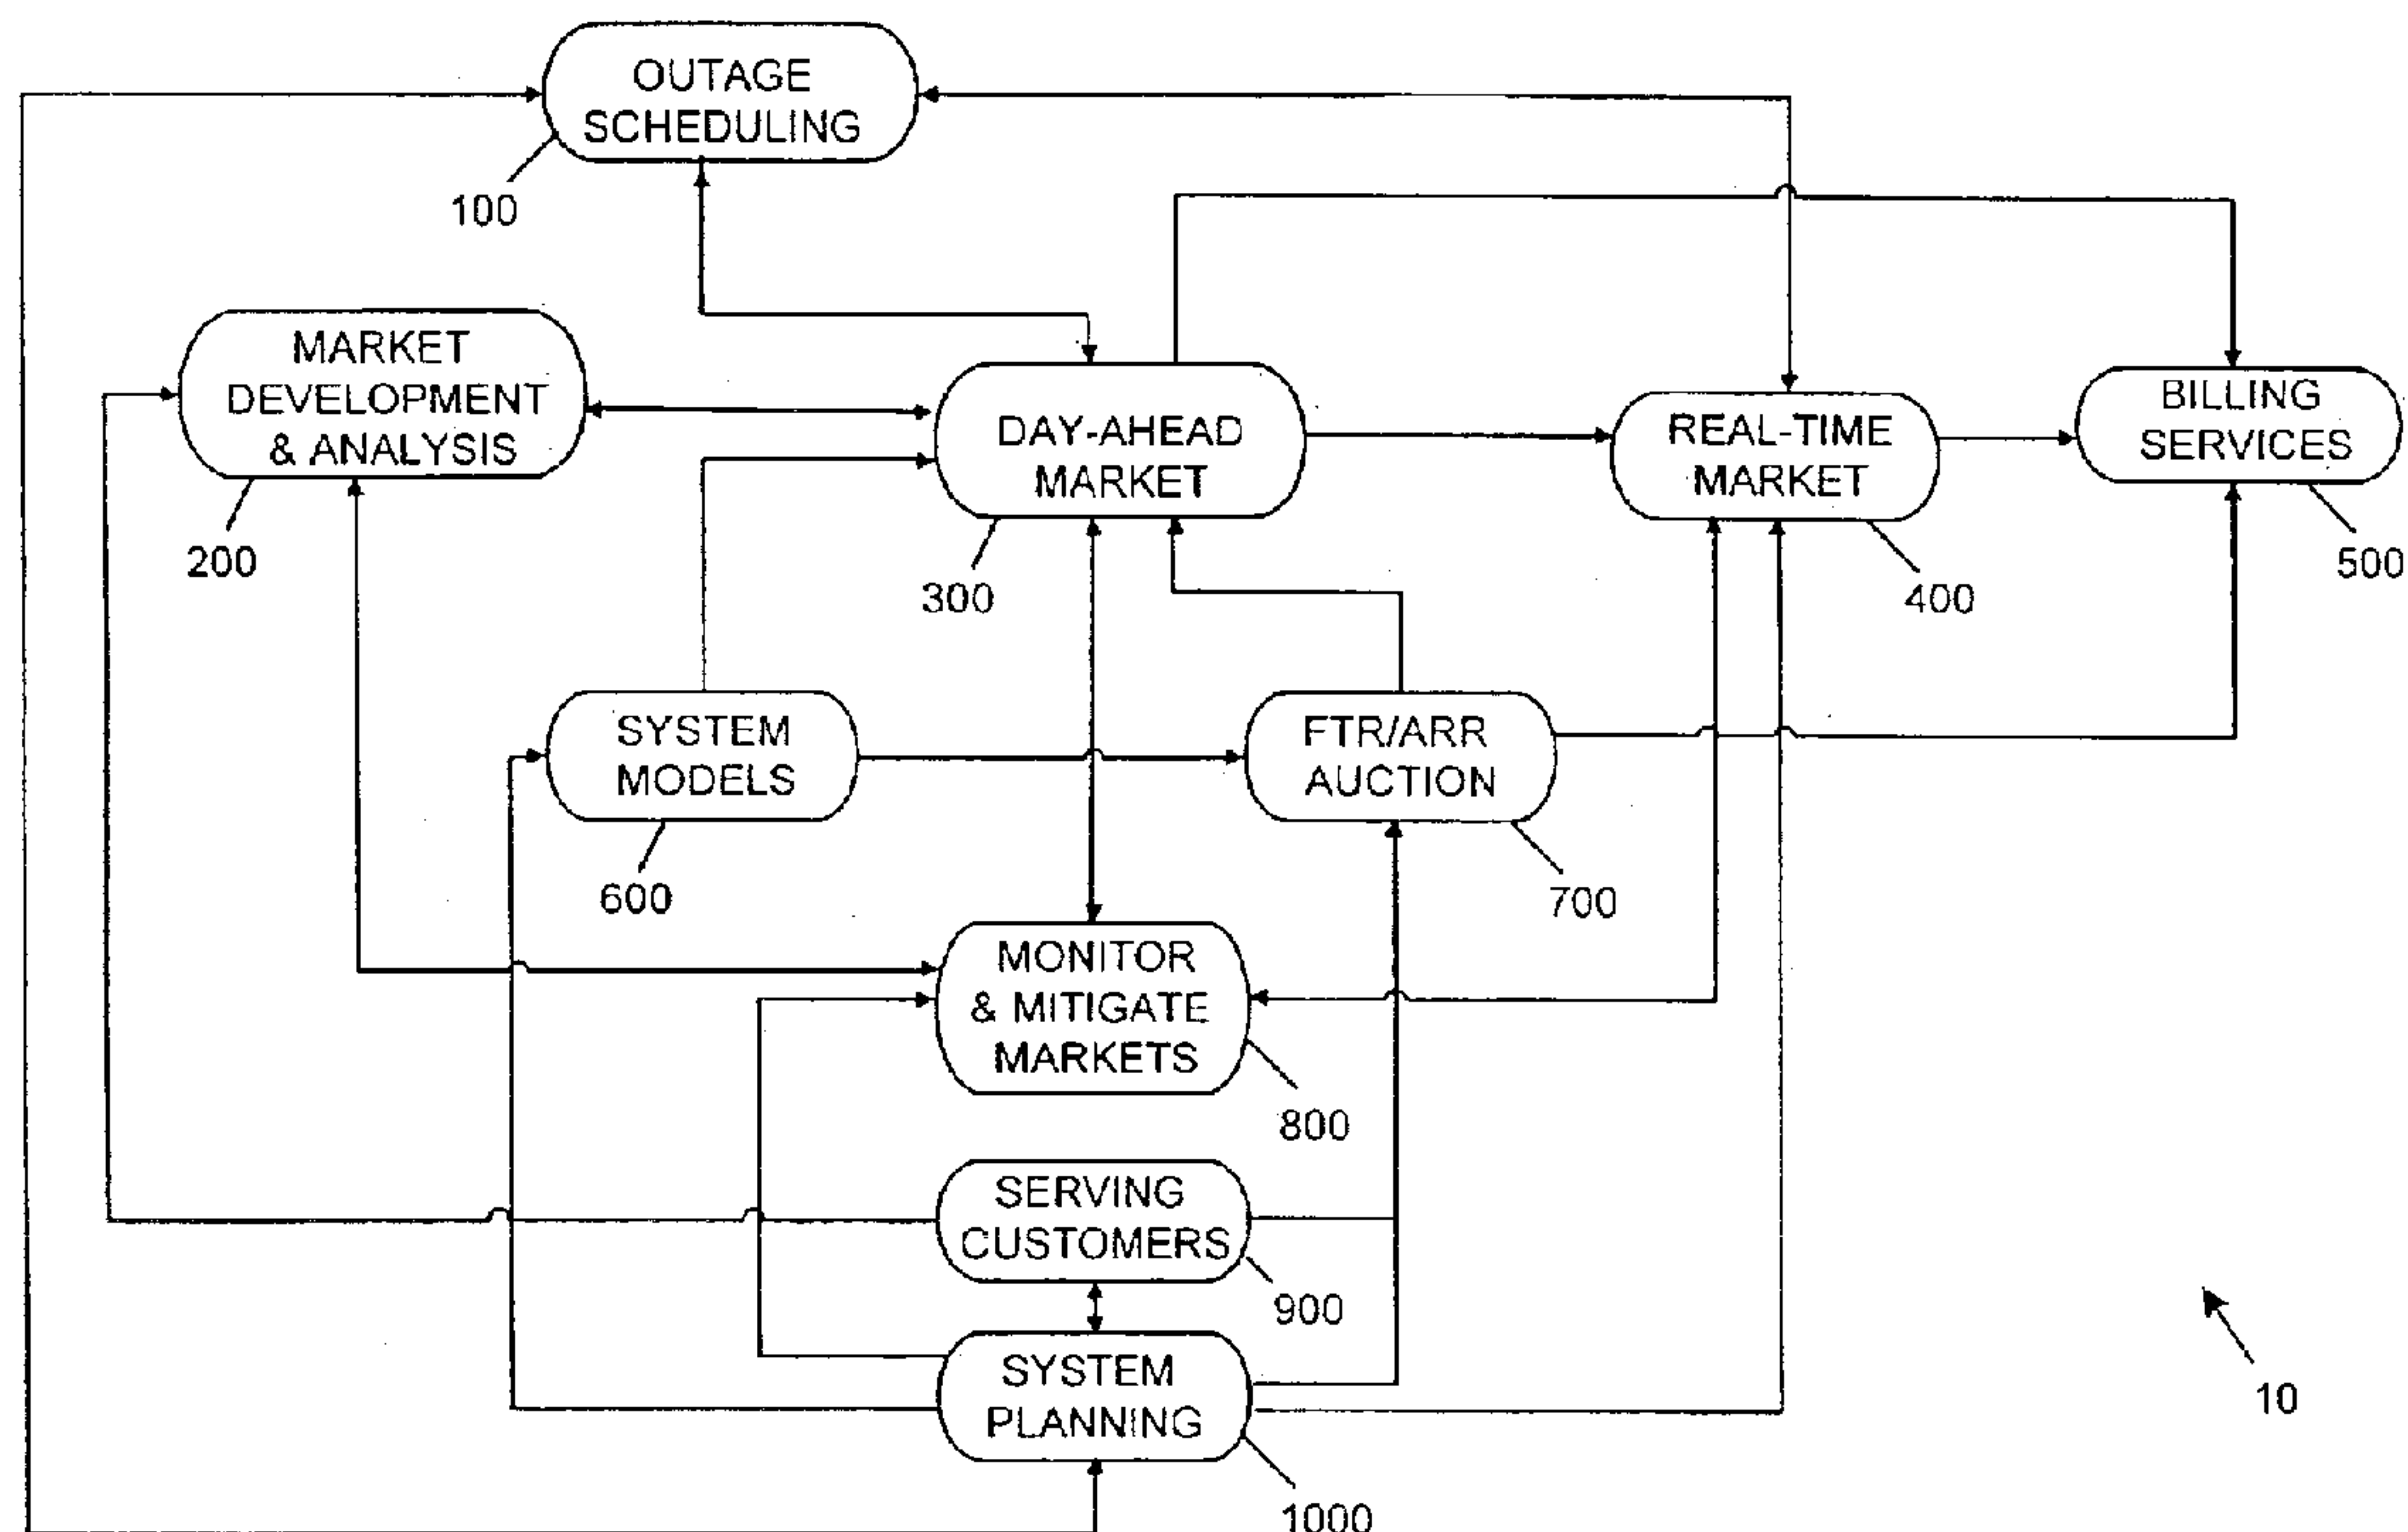 OUTAGE
SCHEDULING
100
MARKET
DEVELOPMENT
& ANALYSIS
200
DAY-AHEAD
MARKET
300
REAL-TIME
MARKET
400
BILLING
SERVICES
500
SYSTEM
MODELS
600
FTR/ARR
AUCTION
700
MONITOR
& MITIGATE
MARKETS
800
SERVING
CUSTOMERS
900
SYSTEM
PLANNING
1000
10